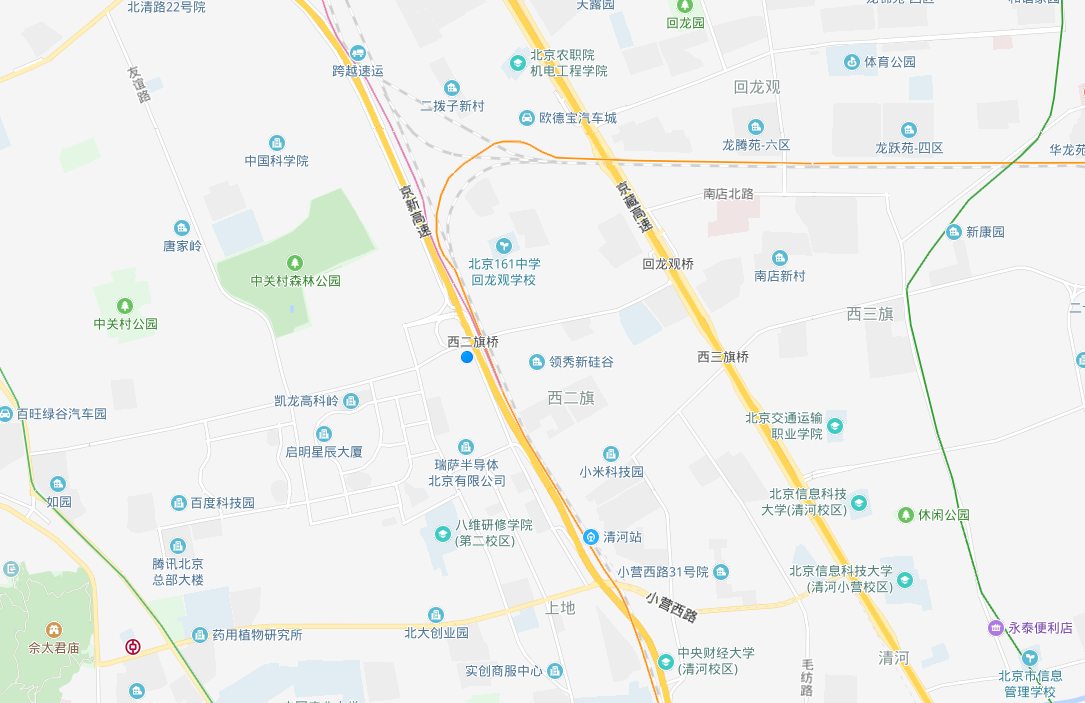 北清路22号院
天露园
回龙园
友谊路
跨越速运
北京农职院
机电工程学院
体育公园
回龙观
二拨子新村
欧德宝汽车城
龙腾苑-六区
龙跃苑-四区
华龙苑
中国科学院
京新高速
京藏高速
南店北路
唐家岭
新康园
北京161中学
回龙观学校
回龙观桥
南店新村
中关村森林公园
中关村公园
西三旗
西二旗桥
西三旗桥
领秀新硅谷
西二旗
凯龙高科岭
百旺绿谷汽车园
北京交通运输
职业学院
启明星辰大厦
瑞萨半导体
北京有限公司
小米科技园
如园
百度科技园
北京信息科技
大学(清河校区)
休闲公园
八维研修学院
(第二校区)
清河站
腾讯北京
总部大楼
小营西路31号院
北京信息科技大学
(清河小营校区)
小营西路
上地
药用植物研究所
北大创业园
佘太君庙
永泰便利店
清河
中央财经大学
(清河校区)
实创商服中心
毛纺路
北京市信息
管理学校